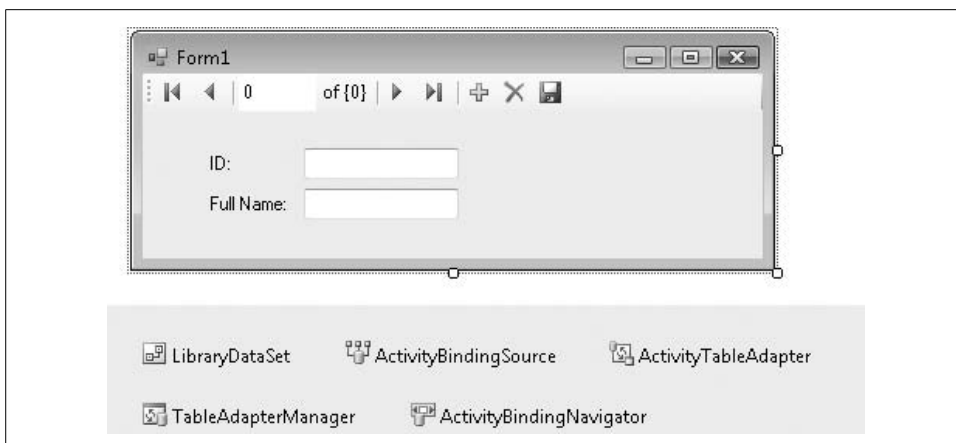 Form1
0 of {0}
ID:
Full Name:
LibraryDataSet ActivityBindingSource ActivityTableAdapter
TableAdapterManager ActivityBindingNavigator